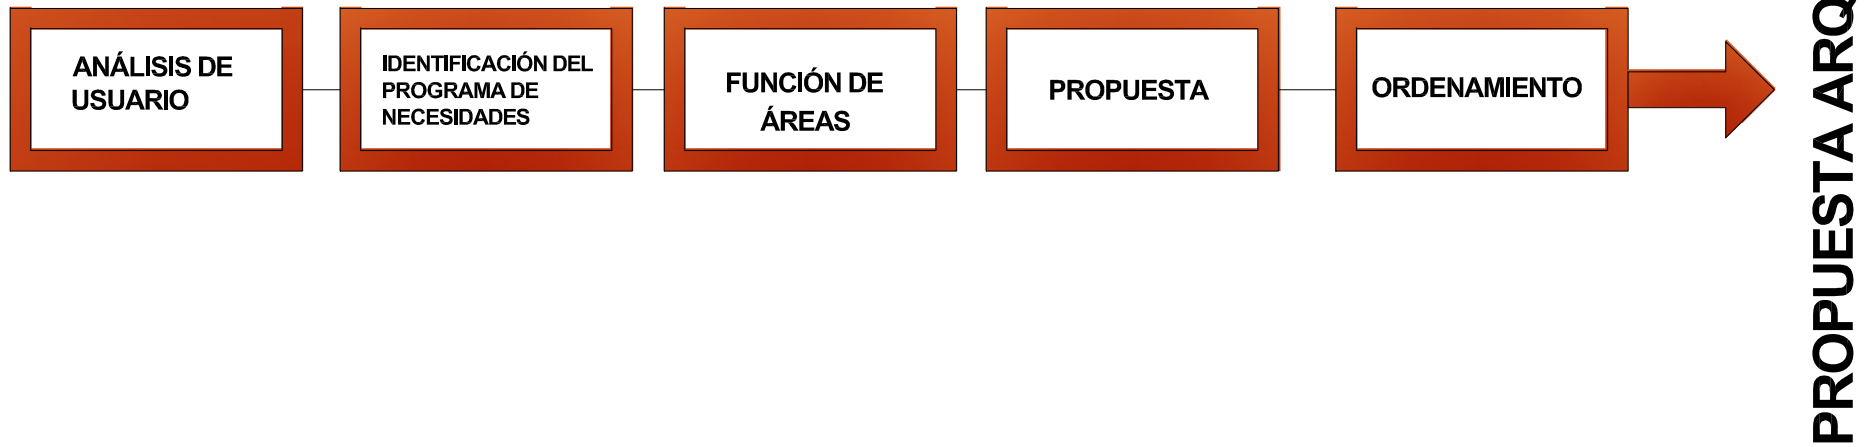 ANÁLISIS DE
USUARIO
IDENTIFICACIÓN DEL
PROGRAMA DE
NECESIDADES
FUNCIÓN DE
ÁREAS
PROPUESTA
ORDENAMIENTO
PROPUESTA ARQ